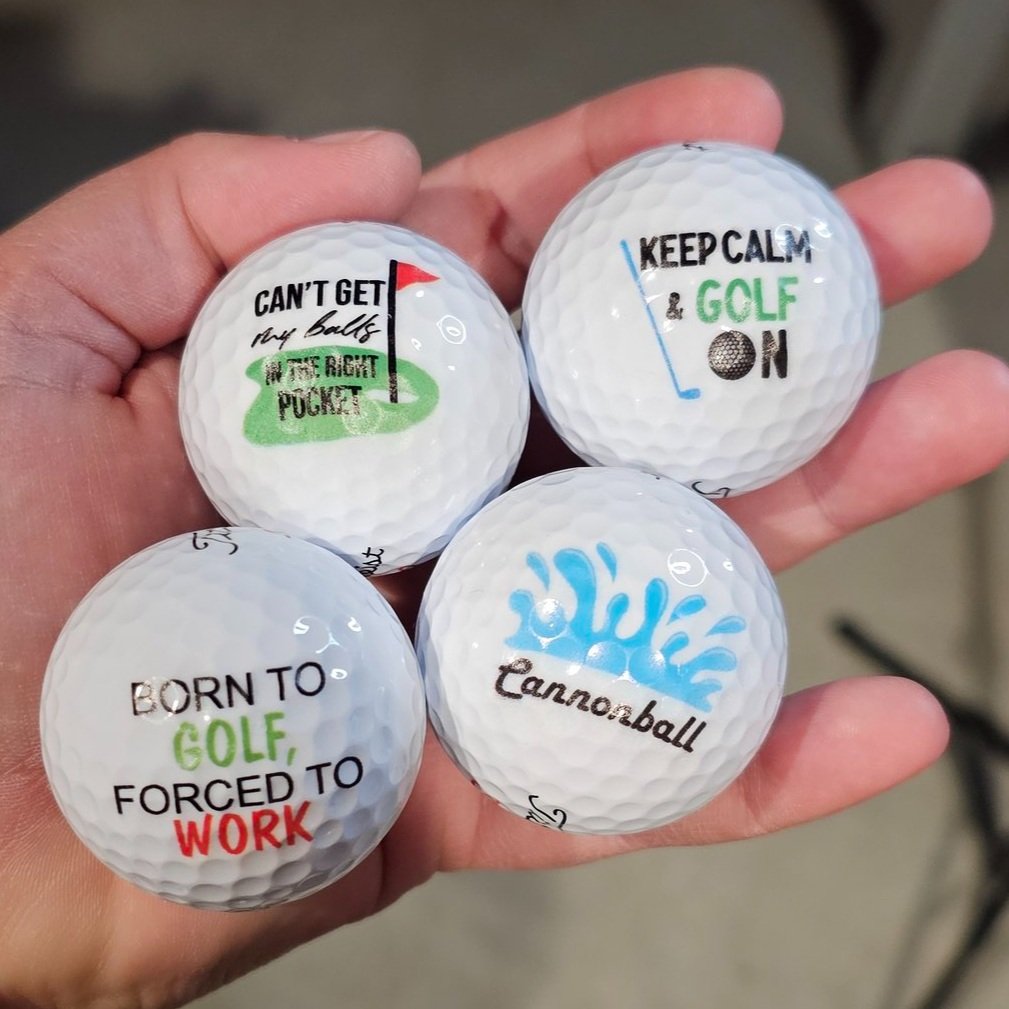 CAN'T GET
my balls
IN THE RIGHT
POCKET
KEEP CALM
& GOLF
ON
BORN TO
GOLF,
FORCED TO
WORK
Cannonball